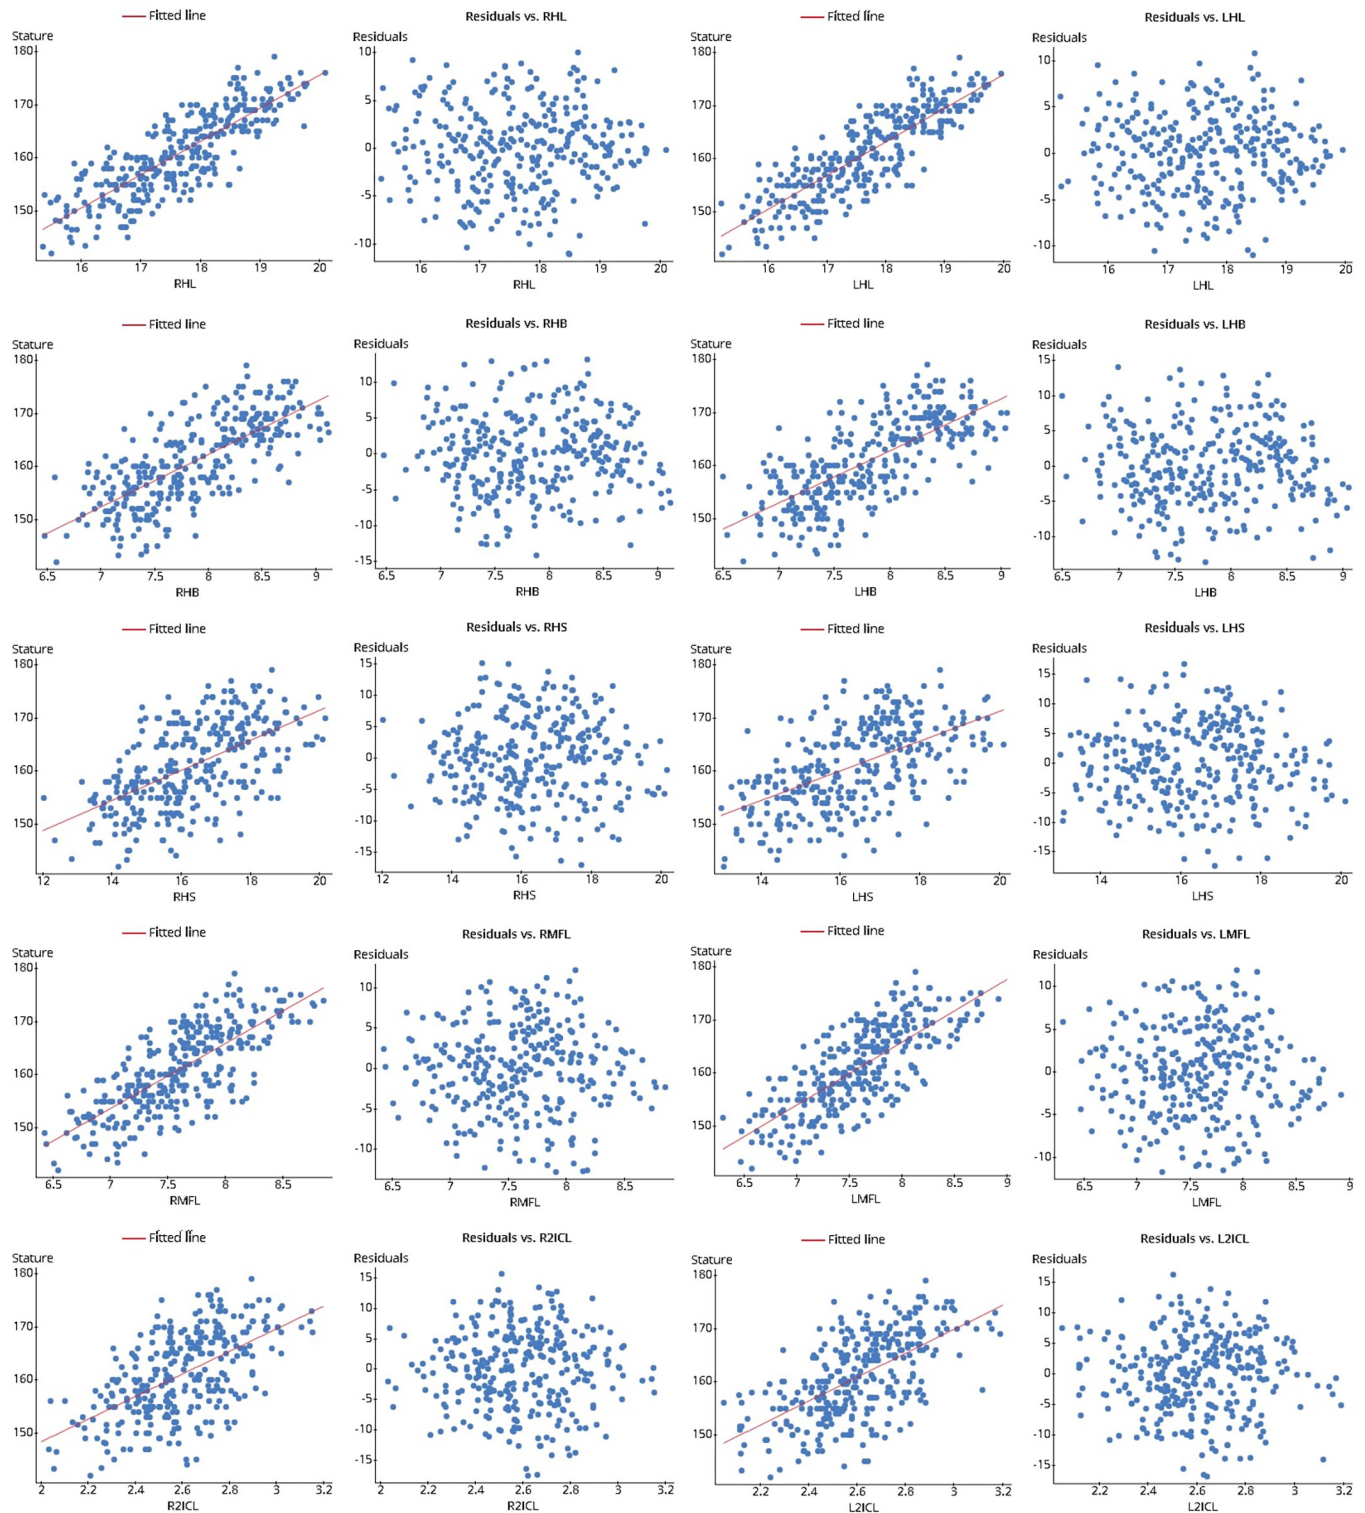 Fitted line
Stature
180
170
160
150
16 17 18 19 20
RHL
Residuals vs. RHL
Residuals
10
5
0
-5
-10
16 17 18 19 20
RHL
Fitted line
Stature
180
170
160
150
16 17 18 19 20
LHL
Residuals vs. LHL
Residuals
10
5
0
-5
-10
16 17 18 19 20
LHL
Fitted line
Stature
180
170
160
150
6.5 7 7.5 8 8.5 9
RHB
Residuals vs. RHB
Residuals
10
5
0
-5
-10
-15
6.5 7 7.5 8 8.5 9
RHB
Fitted line
Stature
180
170
160
150
6.5 7 7.5 8 8.5 9
LHB
Residuals vs. LHB
Residuals
15
10
5
0
-5
-10
6.5 7 7.5 8 8.5 9
LHB
Fitted line
Stature
180
170
160
150
12 14 16 18 20
RHS
Residuals vs. RHS
Residuals
15
10
5
0
-5
-10
-15
12 14 16 18 20
RHS
Fitted line
Stature
180
170
160
150
14 16 18 20
LHS
Residuals vs. LHS
Residuals
15
10
5
0
-5
-10
-15
14 16 18 20
LHS
Fitted line
Stature
180
170
160
150
6.5 7 7.5 8 8.5
RMFL
Residuals vs. RMFL
Residuals
10
5
0
-5
-10
6.5 7 7.5 8 8.5
RMFL
Fitted line
Stature
180
170
160
150
6.5 7 7.5 8 8.5 9
LMFL
Residuals vs. LMFL
Residuals
10
5
0
-5
-10
6.5 7 7.5 8 8.5 9
LMFL
Fitted line
Stature
180
170
160
150
2 2.2 2.4 2.6 2.8 3 3.2
R2ICL
Residuals vs. R2ICL
Residuals
15
10
5
0
-5
-10
-15
2 2.2 2.4 2.6 2.8 3 3.2
R2ICL
Fitted line
Stature
180
170
160
150
2.2 2.4 2.6 2.8 3 3.2
L2ICL
Residuals vs. L2ICL
Residuals
15
10
5
0
-5
-10
-15
2.2 2.4 2.6 2.8 3 3.2
L2ICL